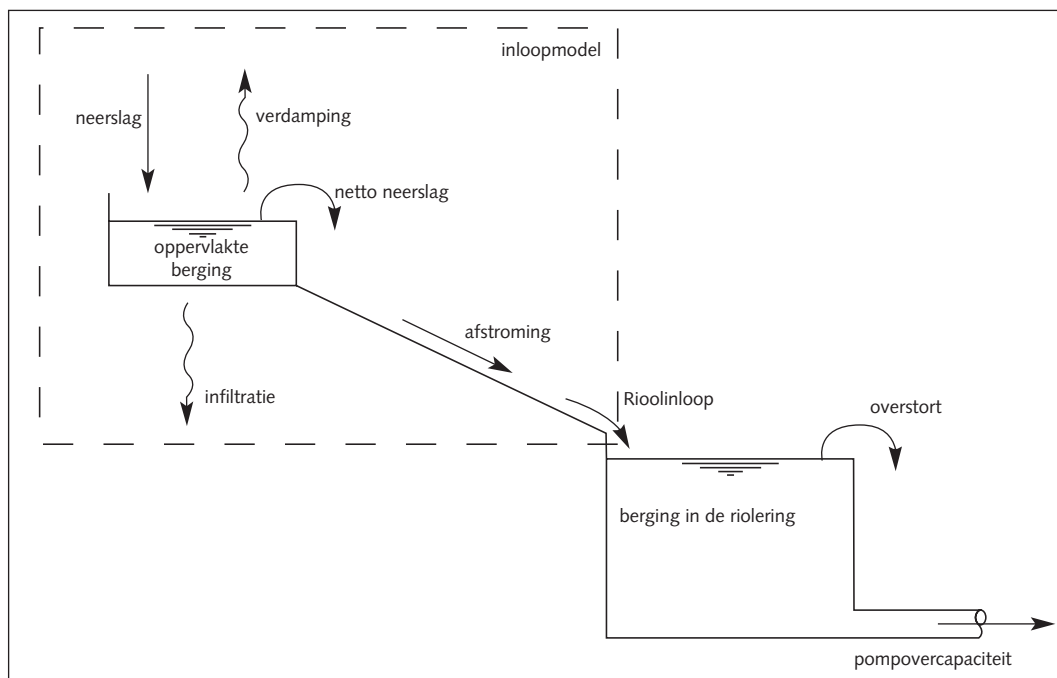 inloopmodel
neerslag
verdamping
netto neerslag
oppervlakte
berging
afstroming
infiltratie
Rioolinloop
overstort
berging in de riolering
pompovercapaciteit